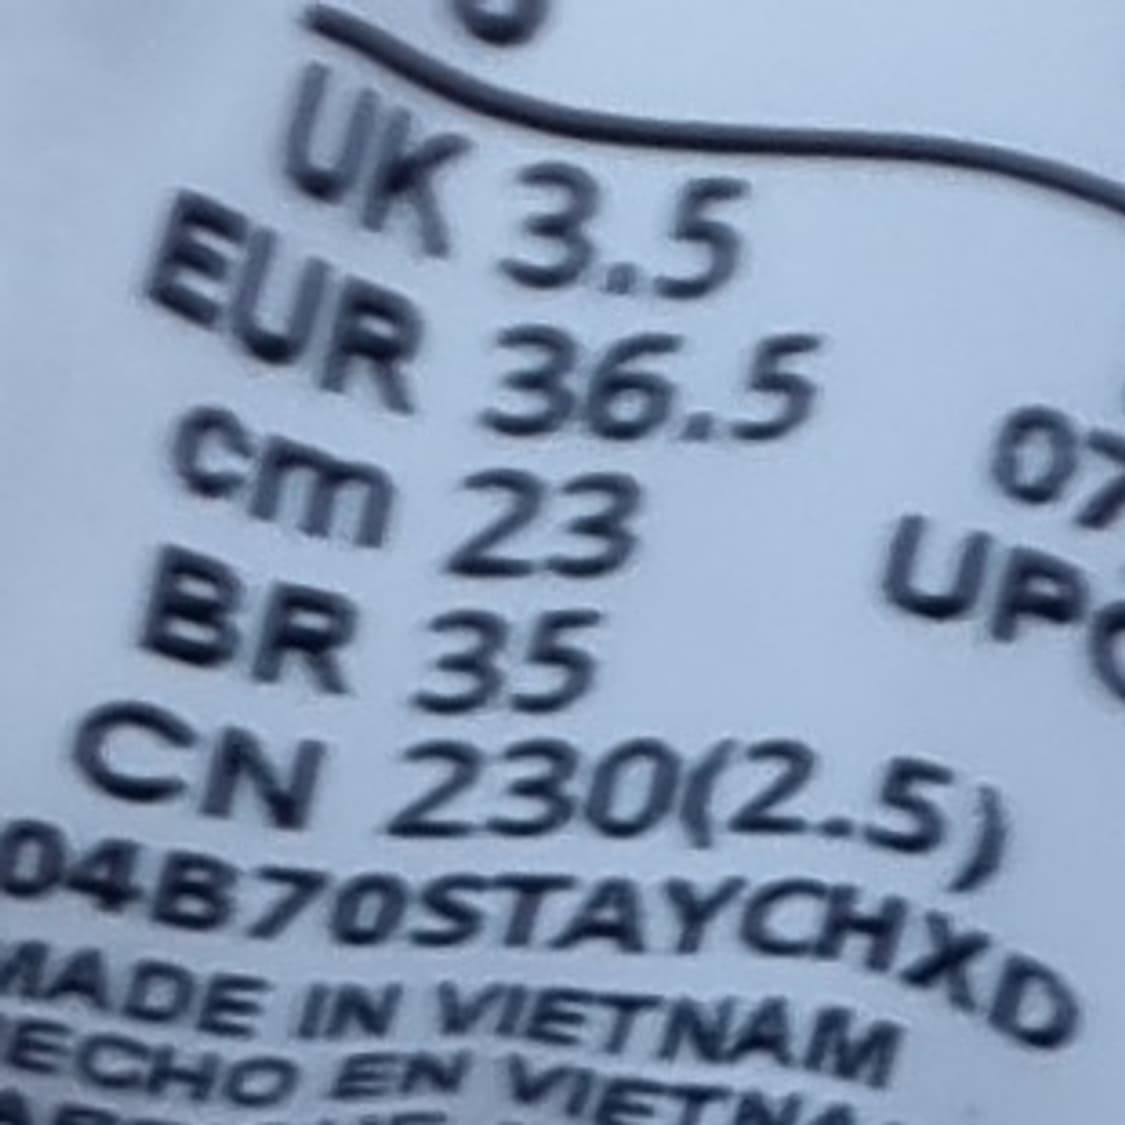 UK 3.5
EUR 36.5
cm 23
07
BR 35
UPC
CN 230(2.5)
04B70STAYCHXD
MADE IN VIETNAM
HECHO EN VIETNAM